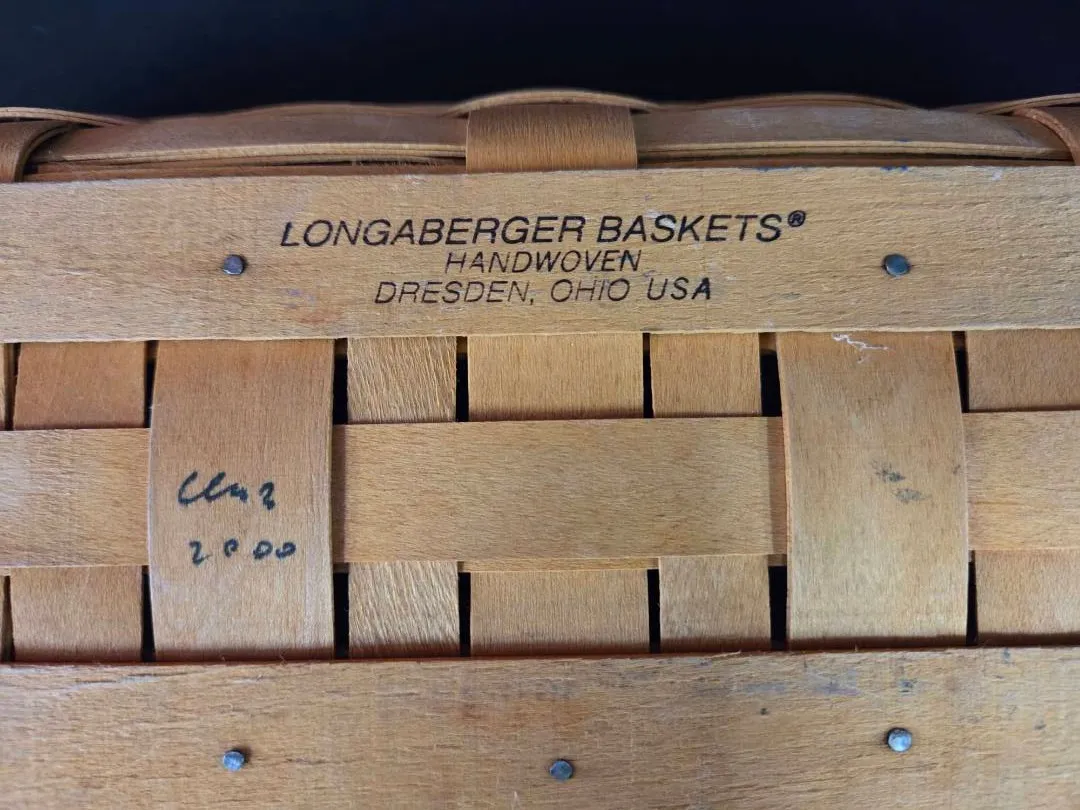 LONGABERGER BASKETS®
HANDWOVEN
DRESDEN, OHIO USA
2000